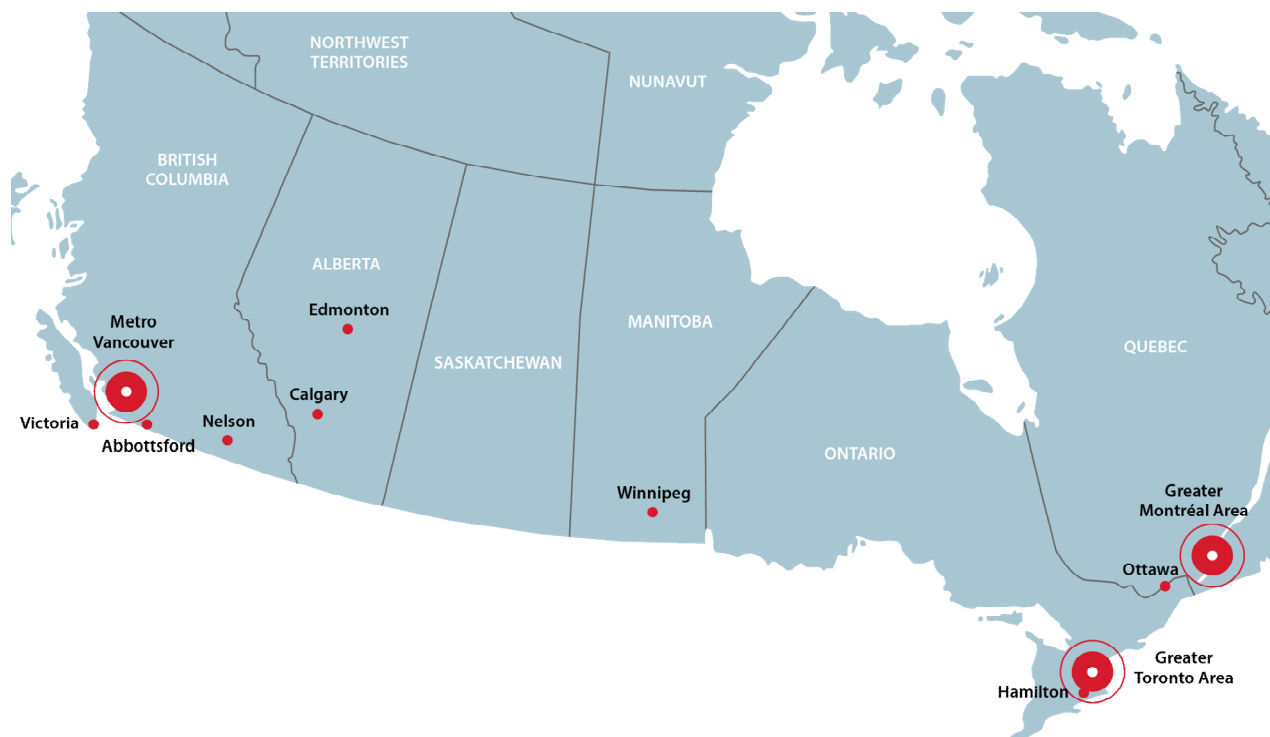 NORTHWEST
TERRITORIES
NUNAVUT
BRITISH
COLUMBIA
ALBERTA
Edmonton
Metro
Vancouver
MANITOBA
SASKATCHEWAN
QUEBEC
Calgary
Victoria
Nelson
Abbottsford
ONTARIO
Winnipeg
Greater
Montréal Area
Ottawa
Greater
Toronto Area
Hamilton